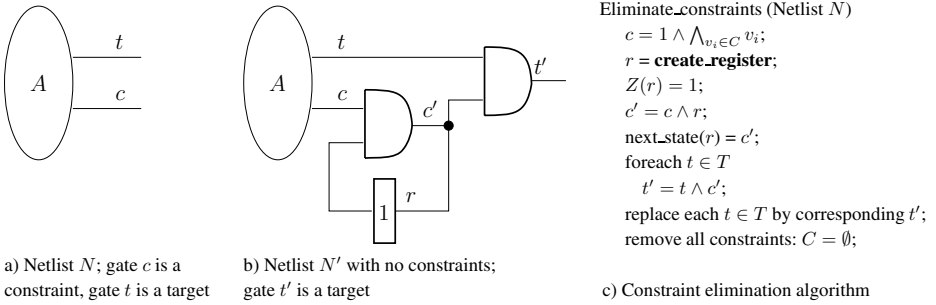 A
t
c
a) Netlist N; gate c is a
constraint, gate t is a target
A
t
c
c′
t′
r
1
b) Netlist N′ with no constraints;
gate t′ is a target
Eliminate_constraints (Netlist N)
c = 1 ∧ ⋀_{v_i∈C} v_i;
r = create_register;
Z(r) = 1;
c′ = c ∧ r;
next_state(r) = c′;
foreach t ∈ T
t′ = t ∧ c′;
replace each t ∈ T by corresponding t′;
remove all constraints: C = ∅;
c) Constraint elimination algorithm